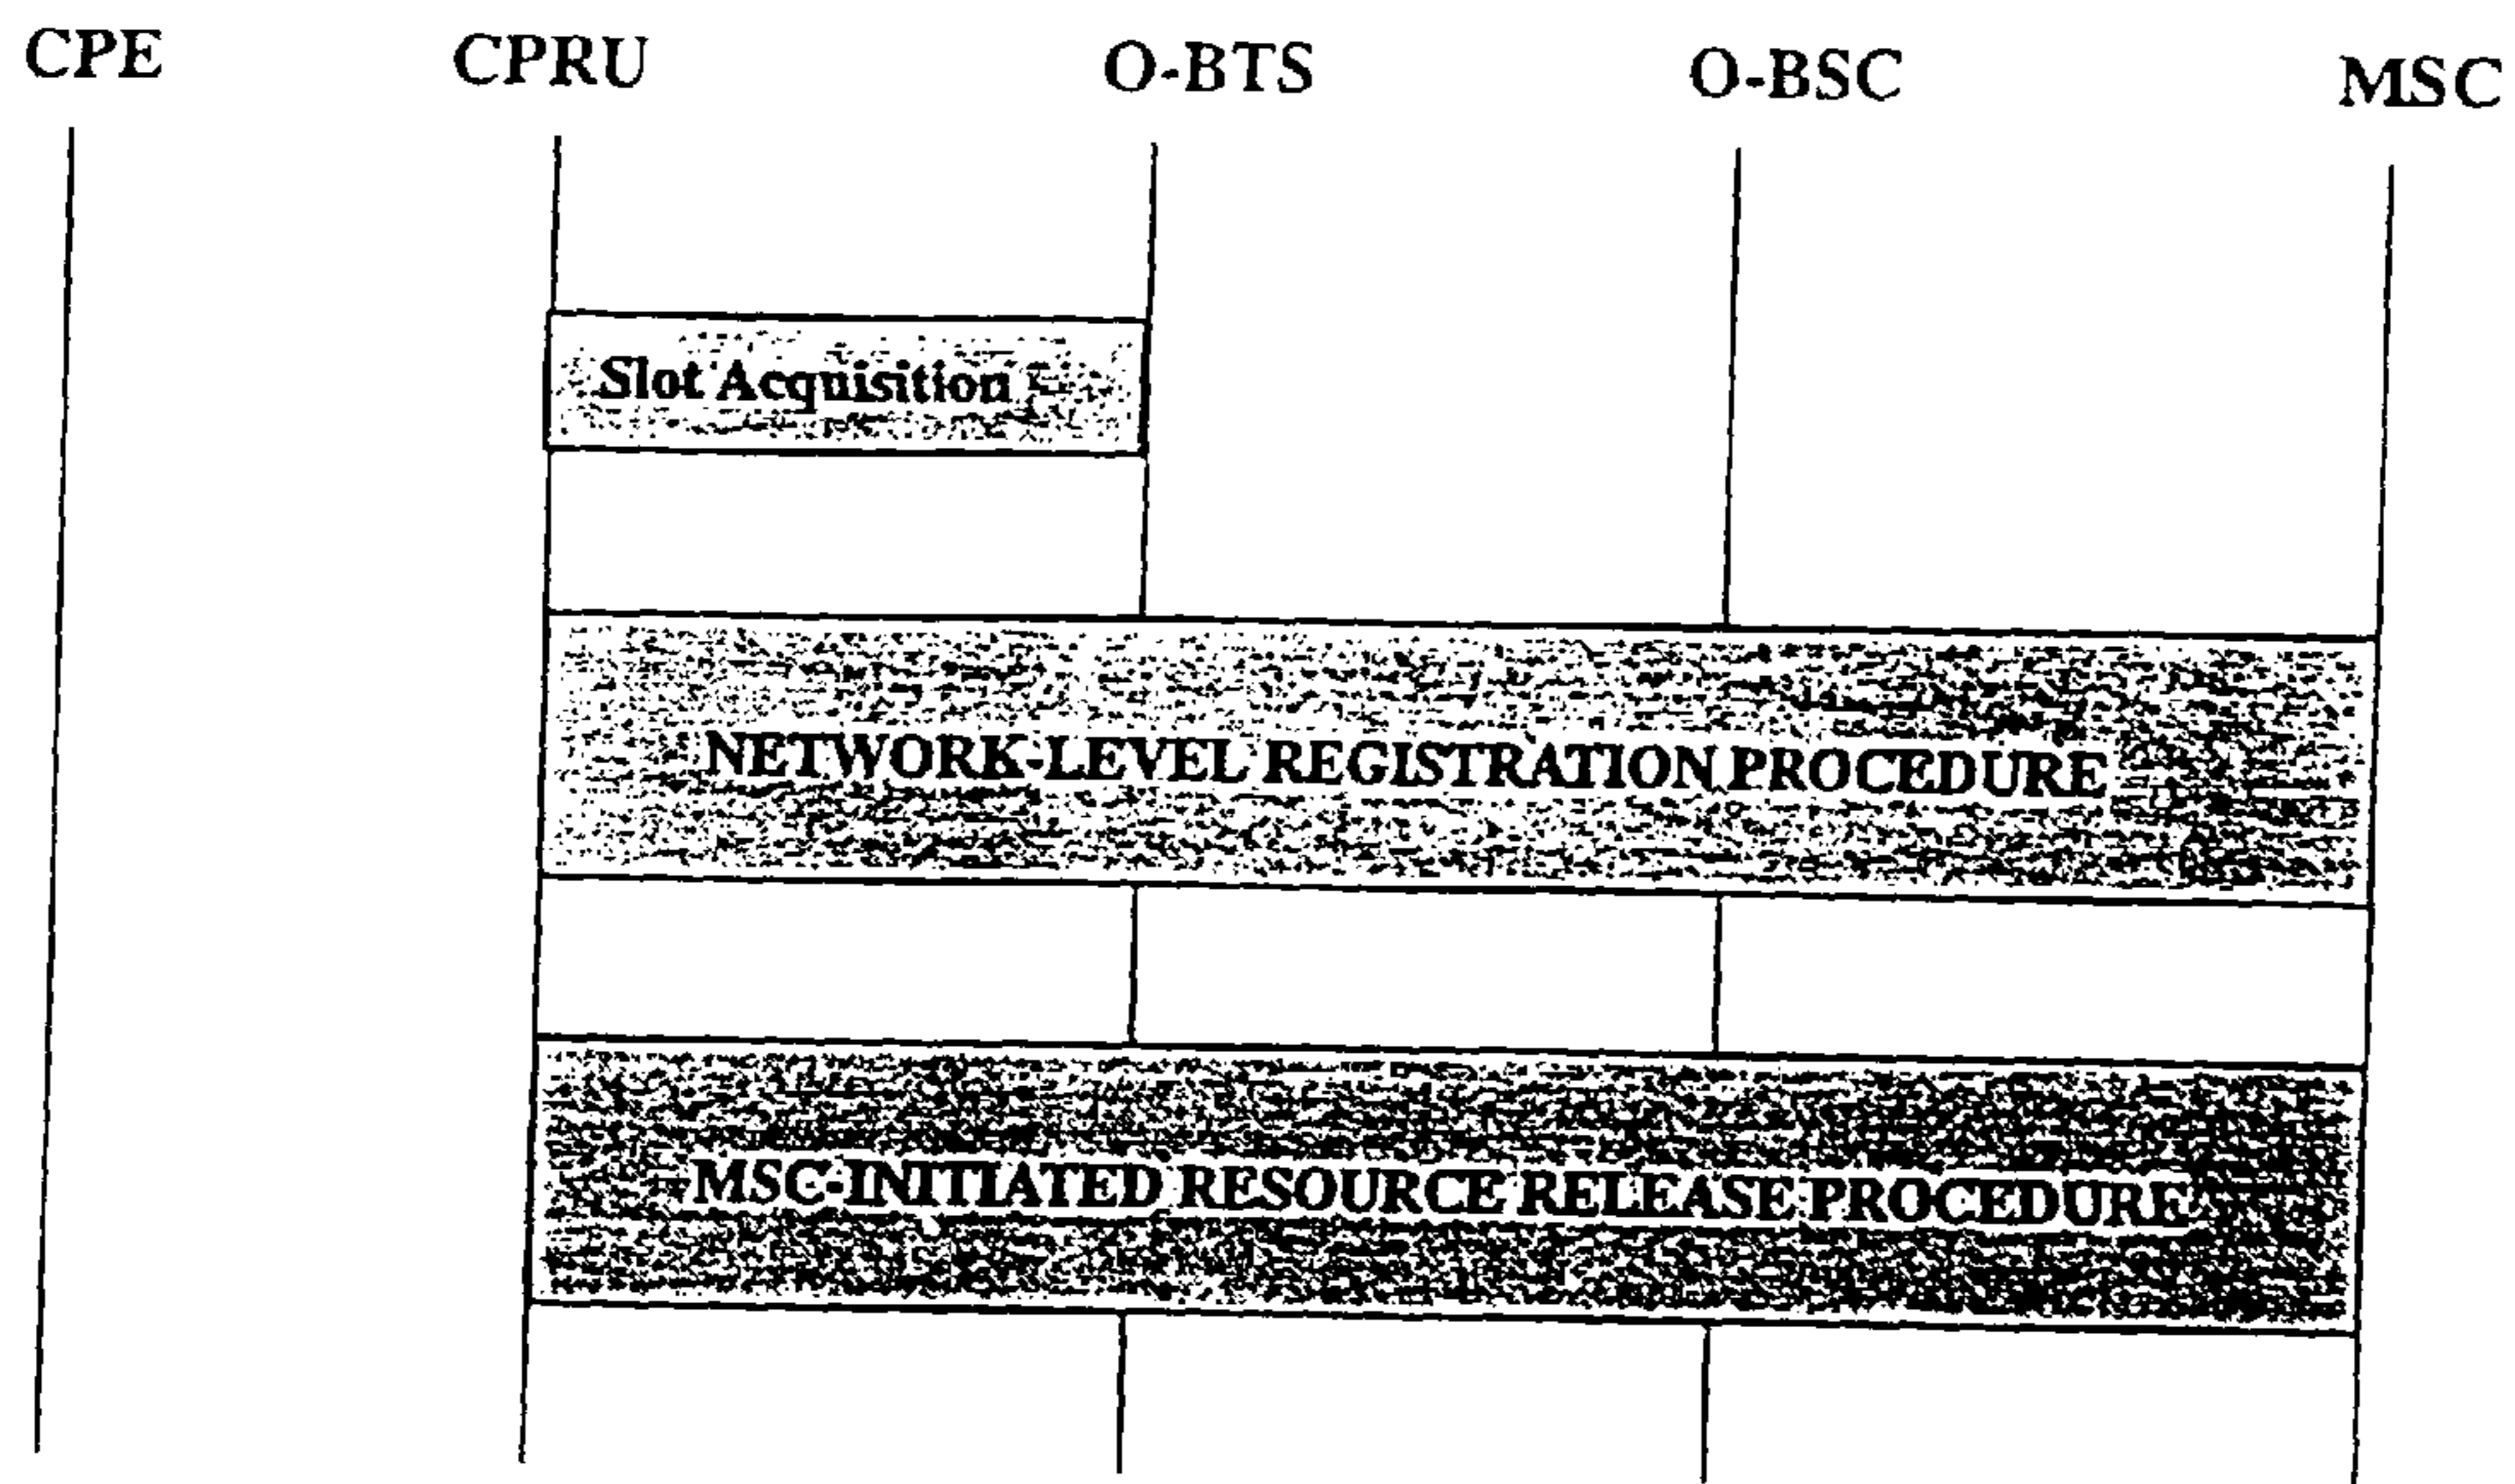 CPE CPRU O-BTS O-BSC MSC
Slot Acquisition
NETWORK-LEVEL REGISTRATION PROCEDURE
MSC-INITIATED RESOURCE RELEASE PROCEDURE